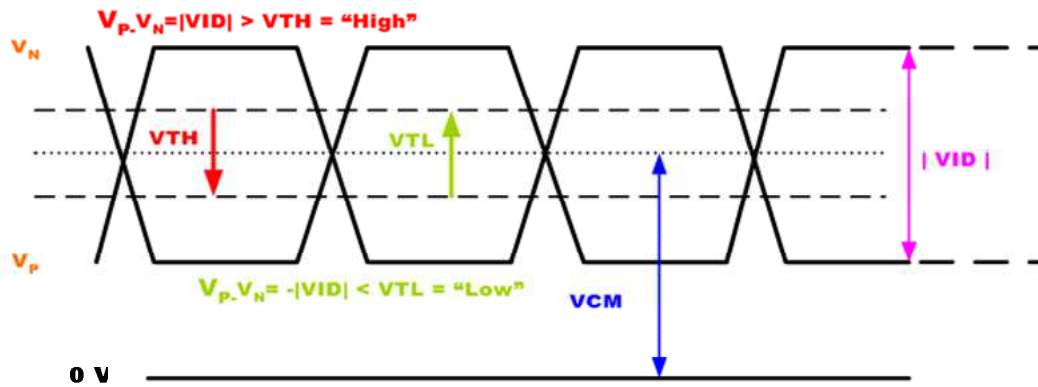 VP-VN=|VID| > VTH = “High”
VN
VTH
VTL
| VID |
VP
VP-VN= -|VID| < VTL = “Low”
VCM
0 V